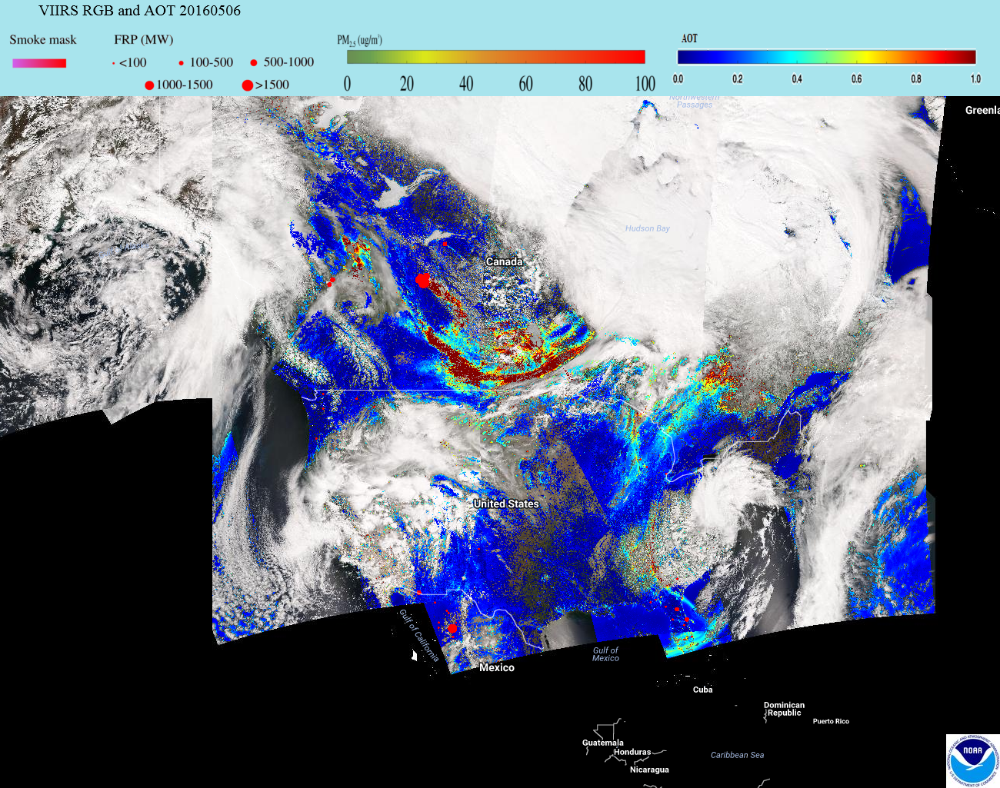 VIIRS RGB and AOT 20160506
Smoke mask
FRP (MW)
<100
100-500
500-1000
1000-1500
>1500
PM2.5 (ug/m³)
0 20 40 60 80 100
AOT
0.0 0.2 0.4 0.6 0.8 1.0
Northwestern
Passages
Greenla
Hudson Bay
Canada
United States
Gulf of California
Gulf of
Mexico
Mexico
Cuba
Dominican
Republic
Puerto Rico
Guatemala
Honduras
Nicaragua
Caribbean Sea
NOAA